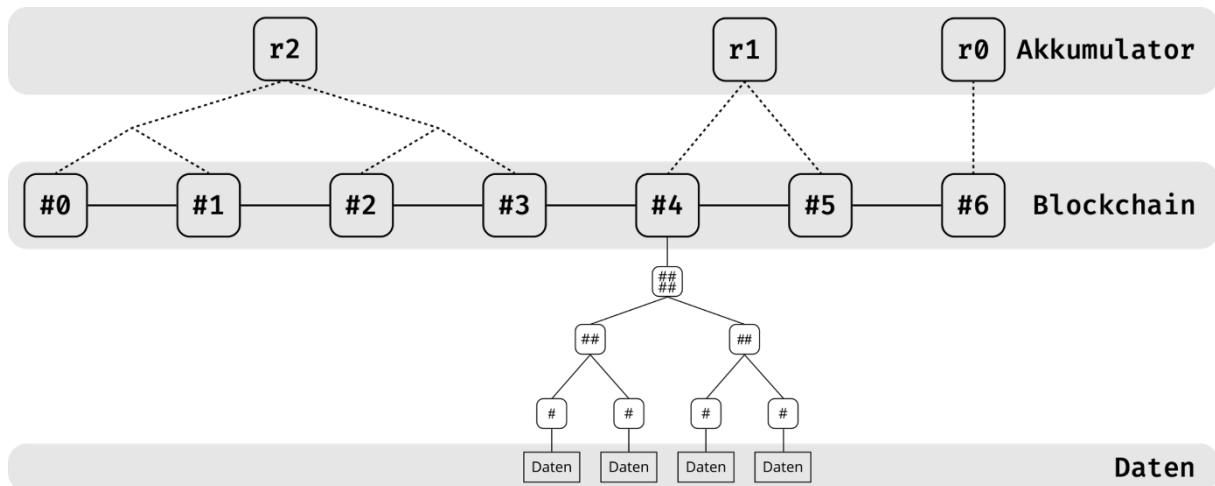 r2 r1 r0 Akkumulator
#0 #1 #2 #3 #4 #5 #6 Blockchain
##
##
## ##
# # # #
Daten Daten Daten Daten
Daten